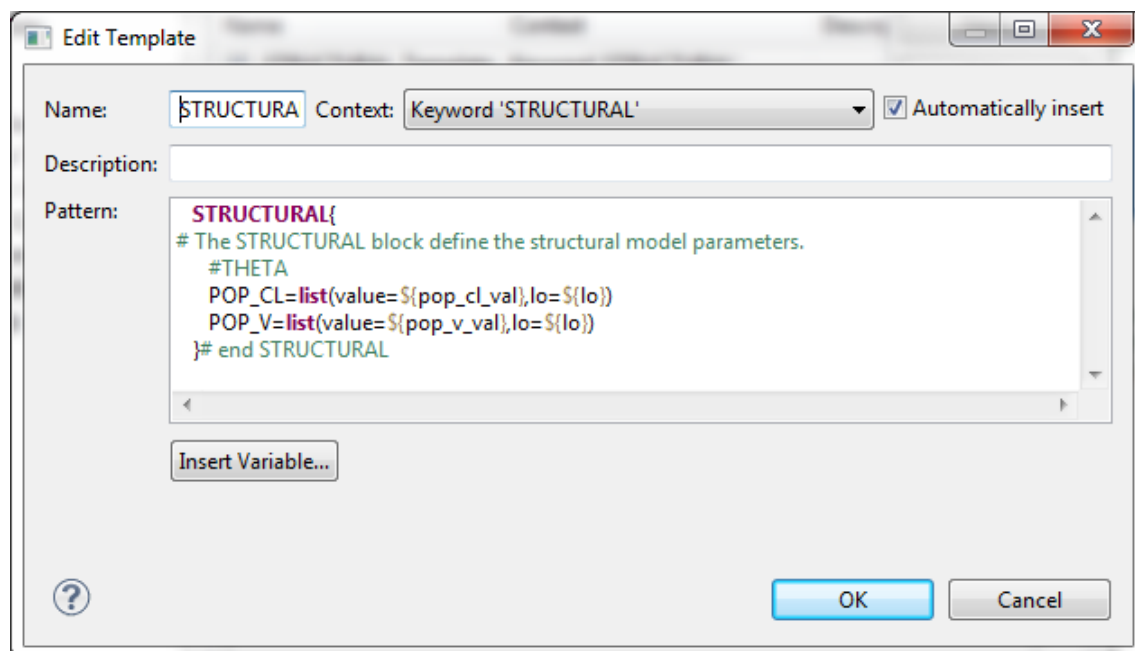 Edit Template
Name: STRUCTURA Context: Keyword 'STRUCTURAL' Automatically insert
Description:
Pattern:
STRUCTURAL{
# The STRUCTURAL block define the structural model parameters.
#THETA
POP_CL=list(value=${pop_cl_val},lo=${lo})
POP_V=list(value=${pop_v_val},lo=${lo})
}# end STRUCTURAL
Insert Variable...
OK Cancel